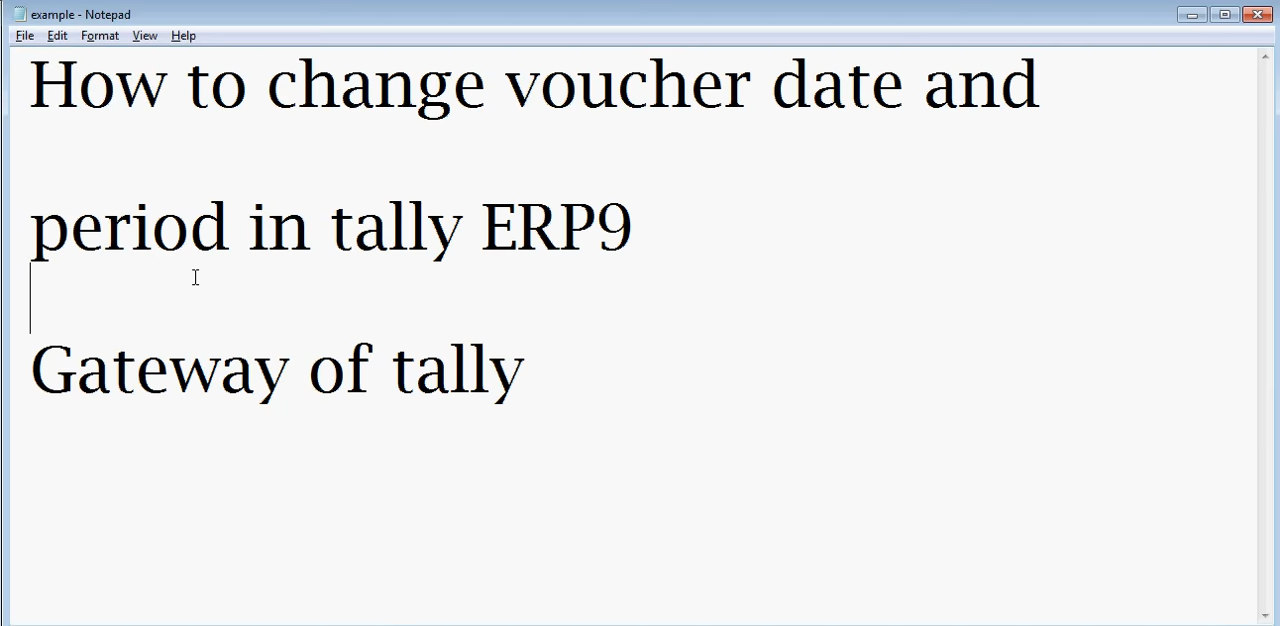 example - Notepad
File Edit Format View Help
How to change voucher date and
period in tally ERP9
Gateway of tally